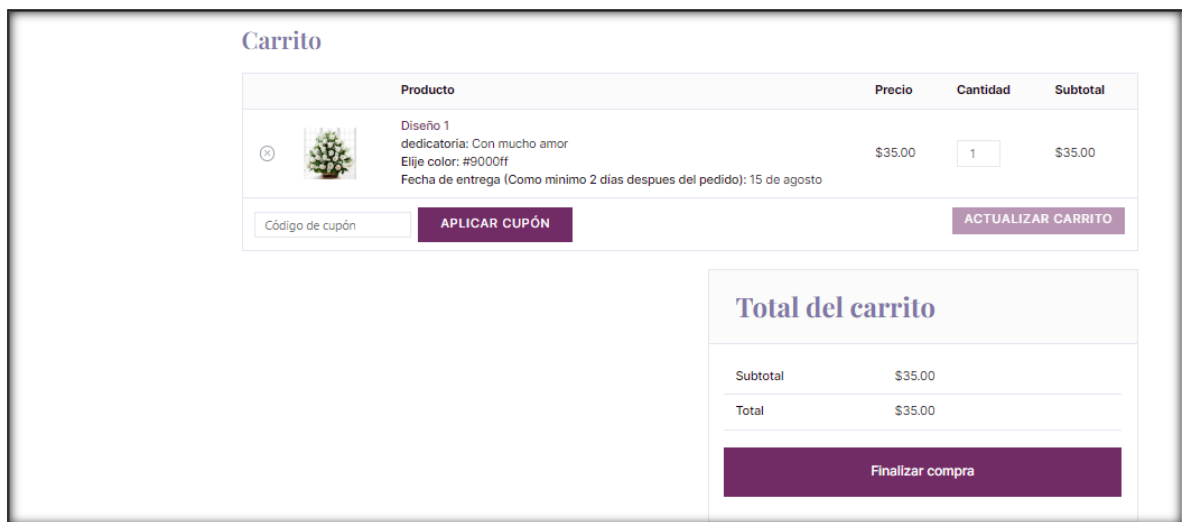 Carrito
Producto Precio Cantidad Subtotal
Diseño 1
dedicatoria: Con mucho amor
Elije color: #9000ff
Fecha de entrega (Como minimo 2 días despues del pedido): 15 de agosto
$35.00 1 $35.00
Código de cupón APLICAR CUPÓN ACTUALIZAR CARRITO
Total del carrito
Subtotal $35.00
Total $35.00
Finalizar compra